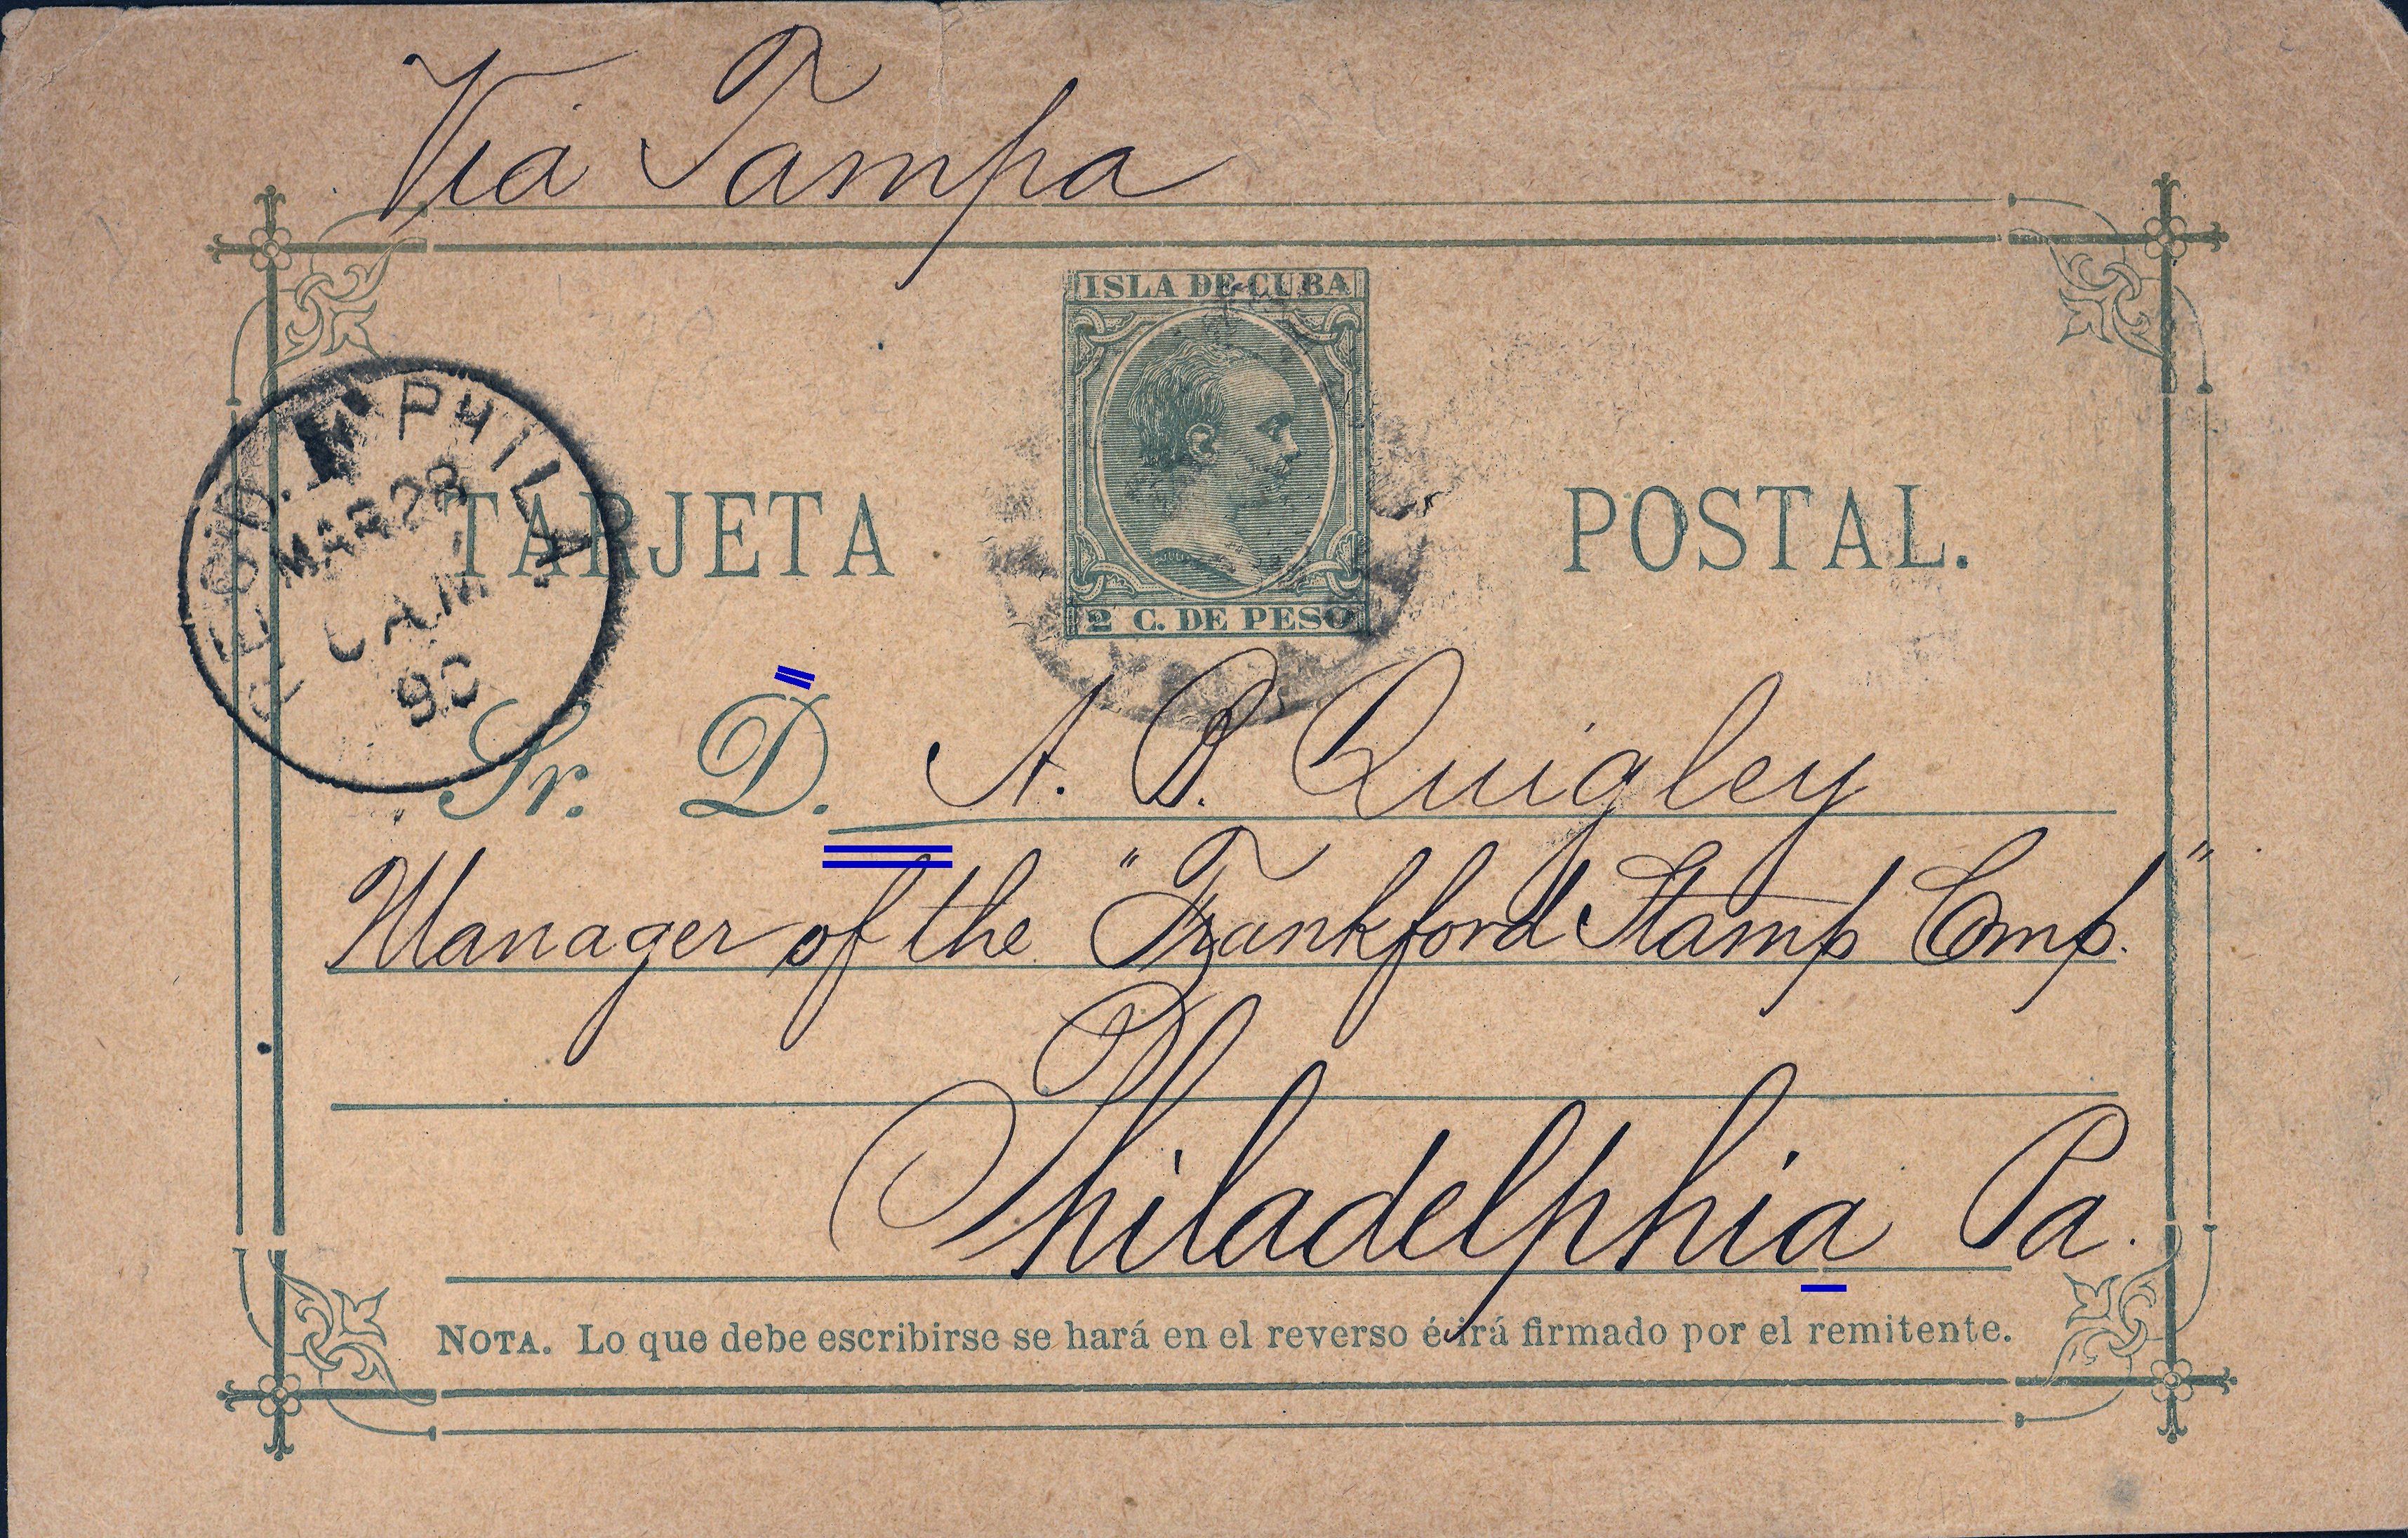 Via Tampa
ISLA DE CUBA
REC'D. PHILA.
MAR 28
AM
90
TARJETA POSTAL.
2 C. DE PESO
Sr. D. A. B. Quigley
Manager of the "Frankford Stamp Comp."
Philadelphia Pa.
NOTA. Lo que debe escribirse se hará en el reverso é irá firmado por el remitente.